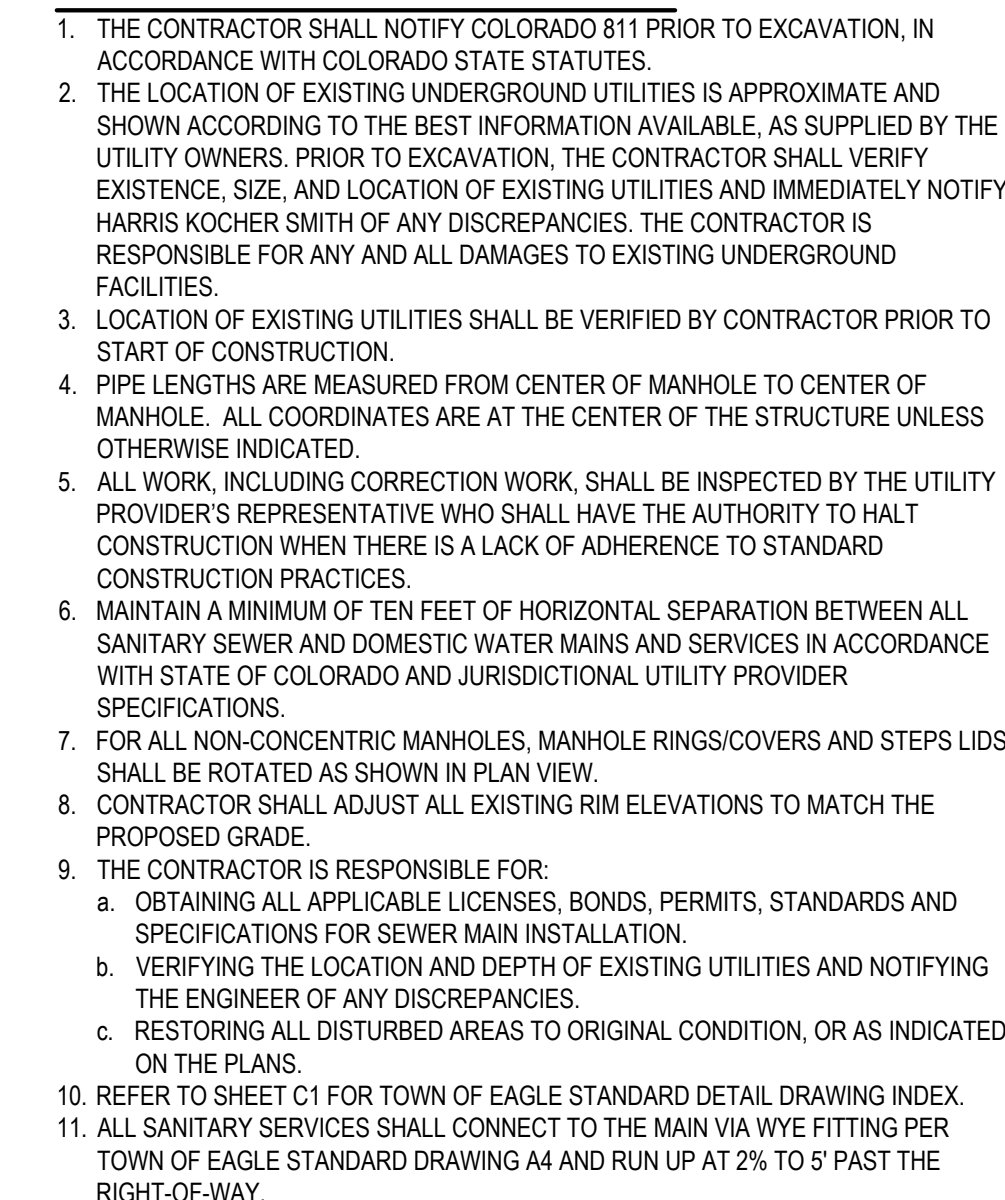 1. THE CONTRACTOR SHALL NOTIFY COLORADO 811 PRIOR TO EXCAVATION, IN
ACCORDANCE WITH COLORADO STATE STATUTES.
2. THE LOCATION OF EXISTING UNDERGROUND UTILITIES IS APPROXIMATE AND
SHOWN ACCORDING TO THE BEST INFORMATION AVAILABLE, AS SUPPLIED BY THE
UTILITY OWNERS. PRIOR TO EXCAVATION, THE CONTRACTOR SHALL VERIFY
EXISTENCE, SIZE, AND LOCATION OF EXISTING UTILITIES AND IMMEDIATELY NOTIFY
HARRIS KOCHER SMITH OF ANY DISCREPANCIES. THE CONTRACTOR IS
RESPONSIBLE FOR ANY AND ALL DAMAGES TO EXISTING UNDERGROUND
FACILITIES.
3. LOCATION OF EXISTING UTILITIES SHALL BE VERIFIED BY CONTRACTOR PRIOR TO
START OF CONSTRUCTION.
4. PIPE LENGTHS ARE MEASURED FROM CENTER OF MANHOLE TO CENTER OF
MANHOLE. ALL COORDINATES ARE AT THE CENTER OF THE STRUCTURE UNLESS
OTHERWISE INDICATED.
5. ALL WORK, INCLUDING CORRECTION WORK, SHALL BE INSPECTED BY THE UTILITY
PROVIDER'S REPRESENTATIVE WHO SHALL HAVE THE AUTHORITY TO HALT
CONSTRUCTION WHEN THERE IS A LACK OF ADHERENCE TO STANDARD
CONSTRUCTION PRACTICES.
6. MAINTAIN A MINIMUM OF TEN FEET OF HORIZONTAL SEPARATION BETWEEN ALL
SANITARY SEWER AND DOMESTIC WATER MAINS AND SERVICES IN ACCORDANCE
WITH STATE OF COLORADO AND JURISDICTIONAL UTILITY PROVIDER
SPECIFICATIONS.
7. FOR ALL NON-CONCENTRIC MANHOLES, MANHOLE RINGS/COVERS AND STEPS LIDS
SHALL BE ROTATED AS SHOWN IN PLAN VIEW.
8. CONTRACTOR SHALL ADJUST ALL EXISTING RIM ELEVATIONS TO MATCH THE
PROPOSED GRADE.
9. THE CONTRACTOR IS RESPONSIBLE FOR:
a. OBTAINING ALL APPLICABLE LICENSES, BONDS, PERMITS, STANDARDS AND
SPECIFICATIONS FOR SEWER MAIN INSTALLATION.
b. VERIFYING THE LOCATION AND DEPTH OF EXISTING UTILITIES AND NOTIFYING
THE ENGINEER OF ANY DISCREPANCIES.
c. RESTORING ALL DISTURBED AREAS TO ORIGINAL CONDITION, OR AS INDICATED
ON THE PLANS.
10. REFER TO SHEET C1 FOR TOWN OF EAGLE STANDARD DETAIL DRAWING INDEX.
11. ALL SANITARY SERVICES SHALL CONNECT TO THE MAIN VIA WYE FITTING PER
TOWN OF EAGLE STANDARD DRAWING A4 AND RUN UP AT 2% TO 5' PAST THE
RIGHT-OF-WAY.